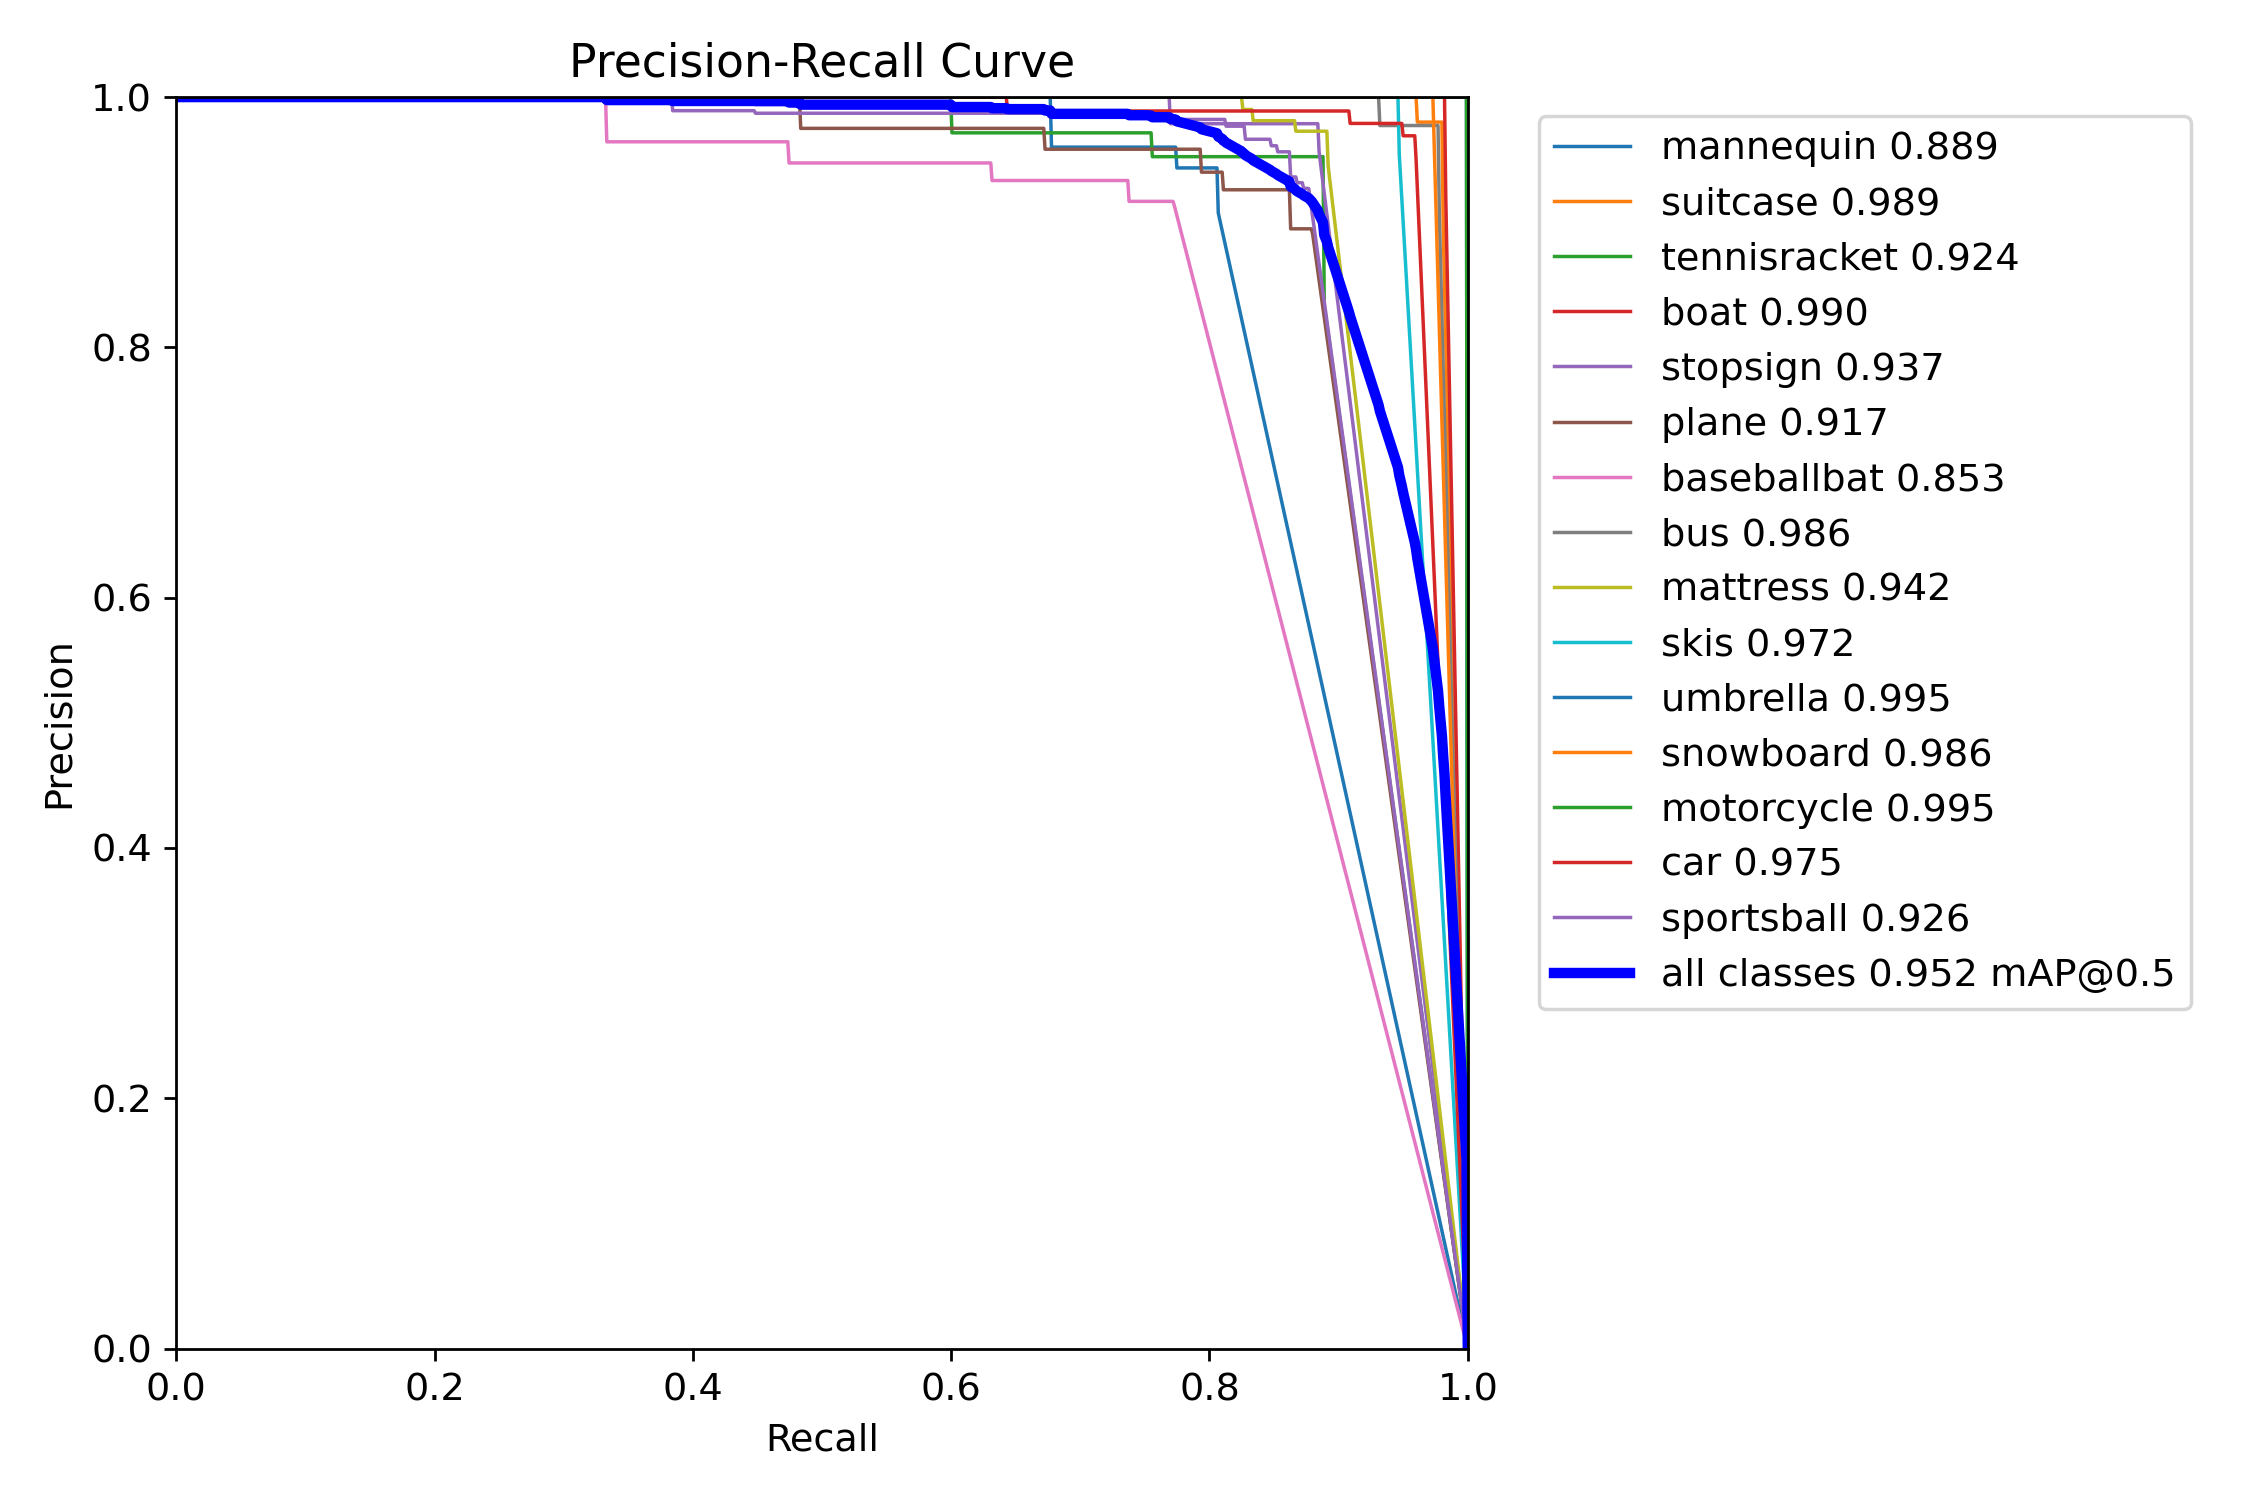 Precision-Recall Curve
1.0
0.8
0.6
0.4
0.2
0.0
Precision
0.0 0.2 0.4 0.6 0.8 1.0
Recall
mannequin 0.889
suitcase 0.989
tennisracket 0.924
boat 0.990
stopsign 0.937
plane 0.917
baseballbat 0.853
bus 0.986
mattress 0.942
skis 0.972
umbrella 0.995
snowboard 0.986
motorcycle 0.995
car 0.975
sportsball 0.926
all classes 0.952 mAP@0.5